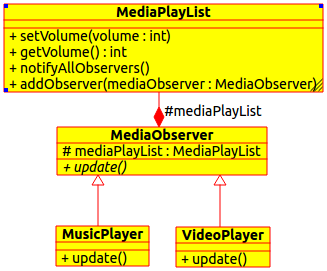 MediaPlayList
+ setVolume(volume : int)
+ getVolume() : int
+ notifyAllObservers()
+ addObserver(mediaObserver : MediaObserver)
#mediaPlayList
MediaObserver
# mediaPlayList : MediaPlayList
+ update()
MusicPlayer
+ update()
VideoPlayer
+ update()